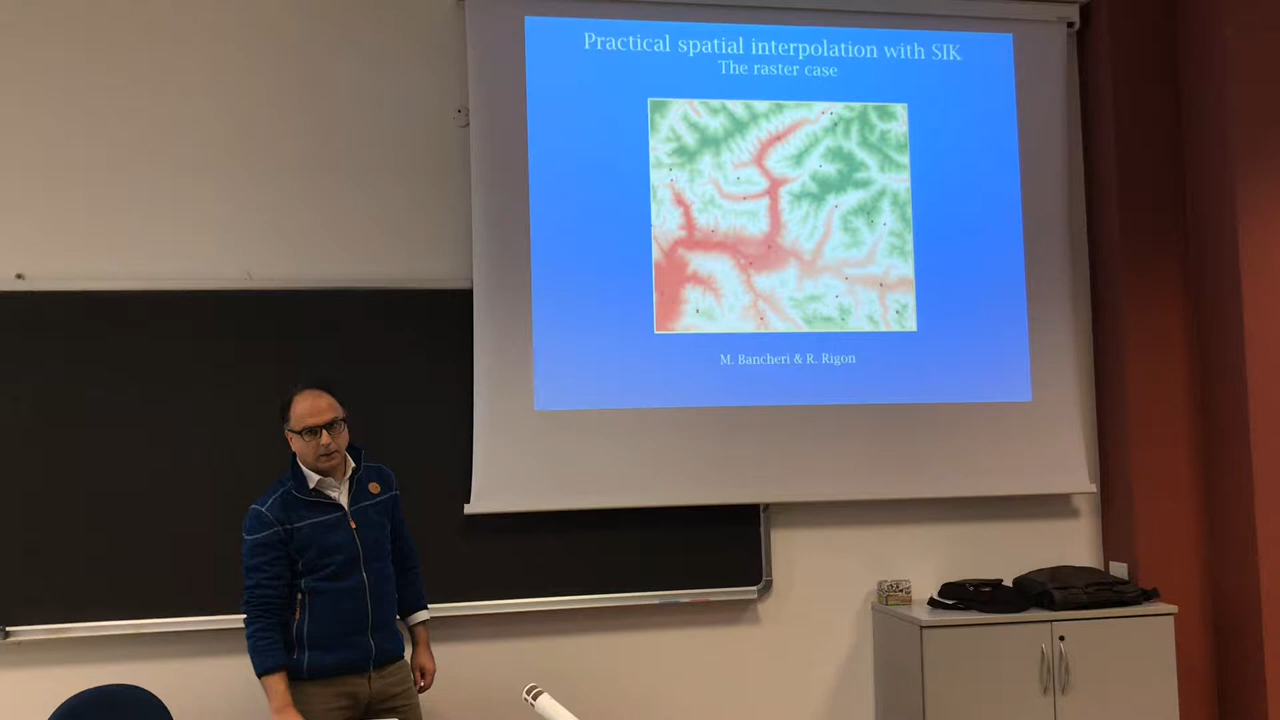 Practical spatial interpolation with SIK
The raster case
M. Bancheri & R. Rigon